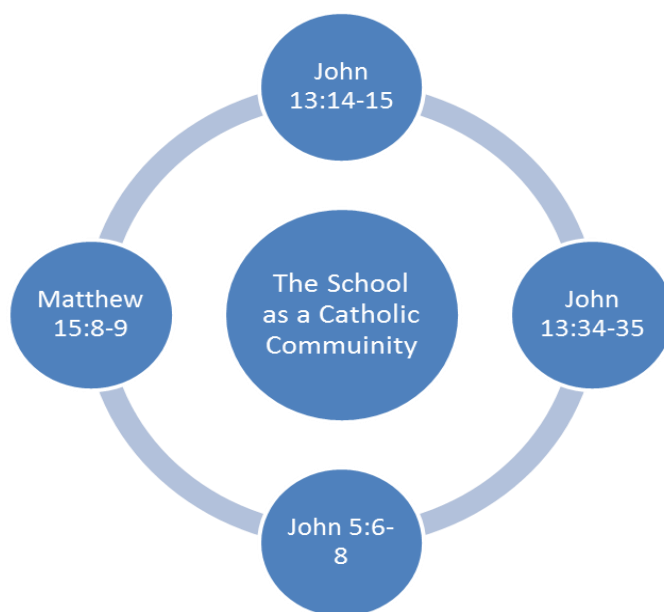 John
13:14-15
Matthew
15:8-9
The School
as a Catholic
Commuinity
John
13:34-35
John 5:6-
8